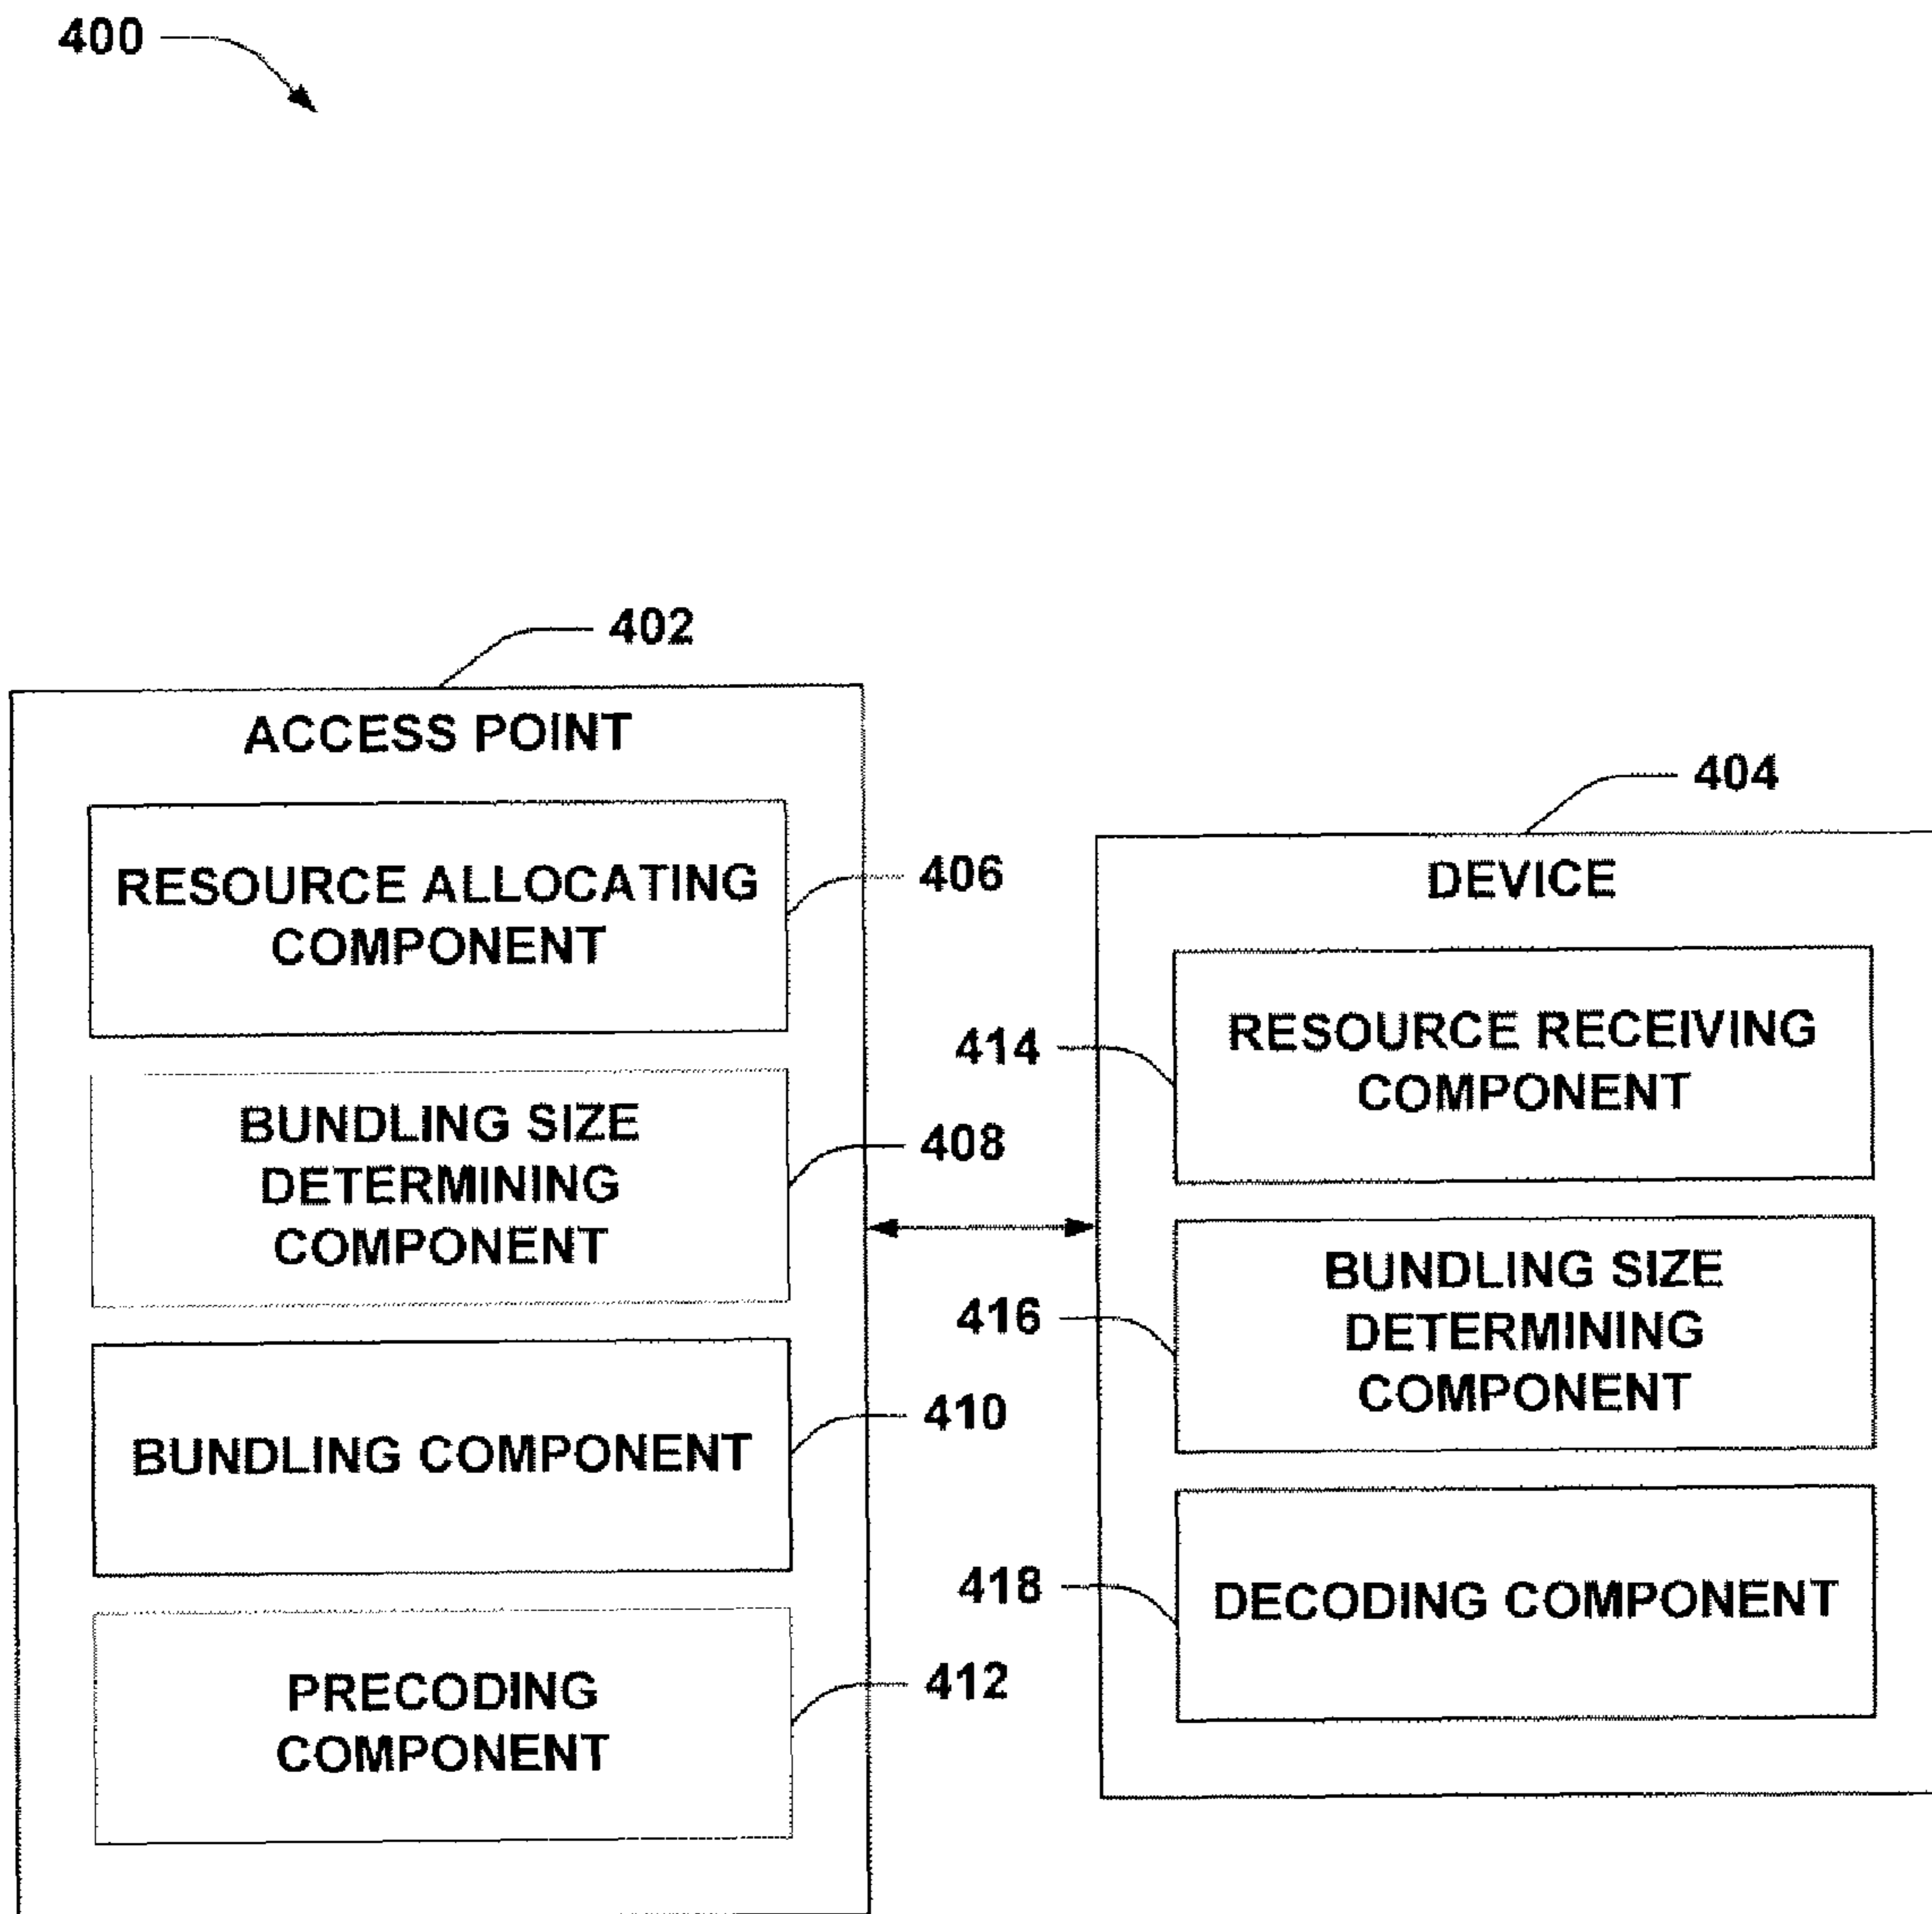 400
402
ACCESS POINT
RESOURCE ALLOCATING
COMPONENT
406
BUNDLING SIZE
DETERMINING
COMPONENT
408
BUNDLING COMPONENT
410
PRECODING
COMPONENT
412
404
DEVICE
414
RESOURCE RECEIVING
COMPONENT
416
BUNDLING SIZE
DETERMINING
COMPONENT
418
DECODING COMPONENT